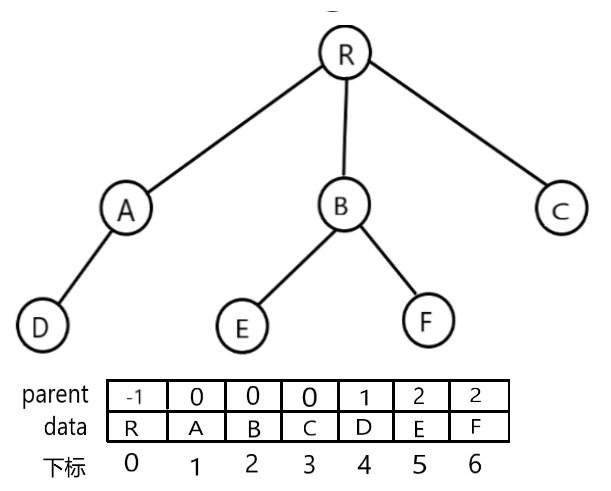 R
A B C
D E F
parent -1 0 0 0 1 2 2
data R A B C D E F
下标 0 1 2 3 4 5 6